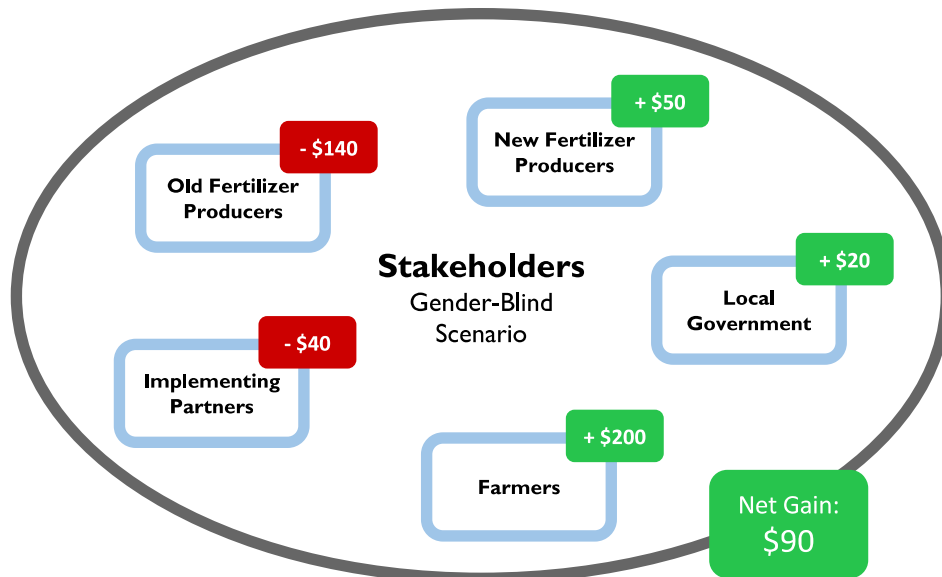 + $50
New Fertilizer
Producers
- $140
Old Fertilizer
Producers
Stakeholders
Gender-Blind
Scenario
+ $20
Local
Government
- $40
Implementing
Partners
+ $200
Farmers
Net Gain:
$90